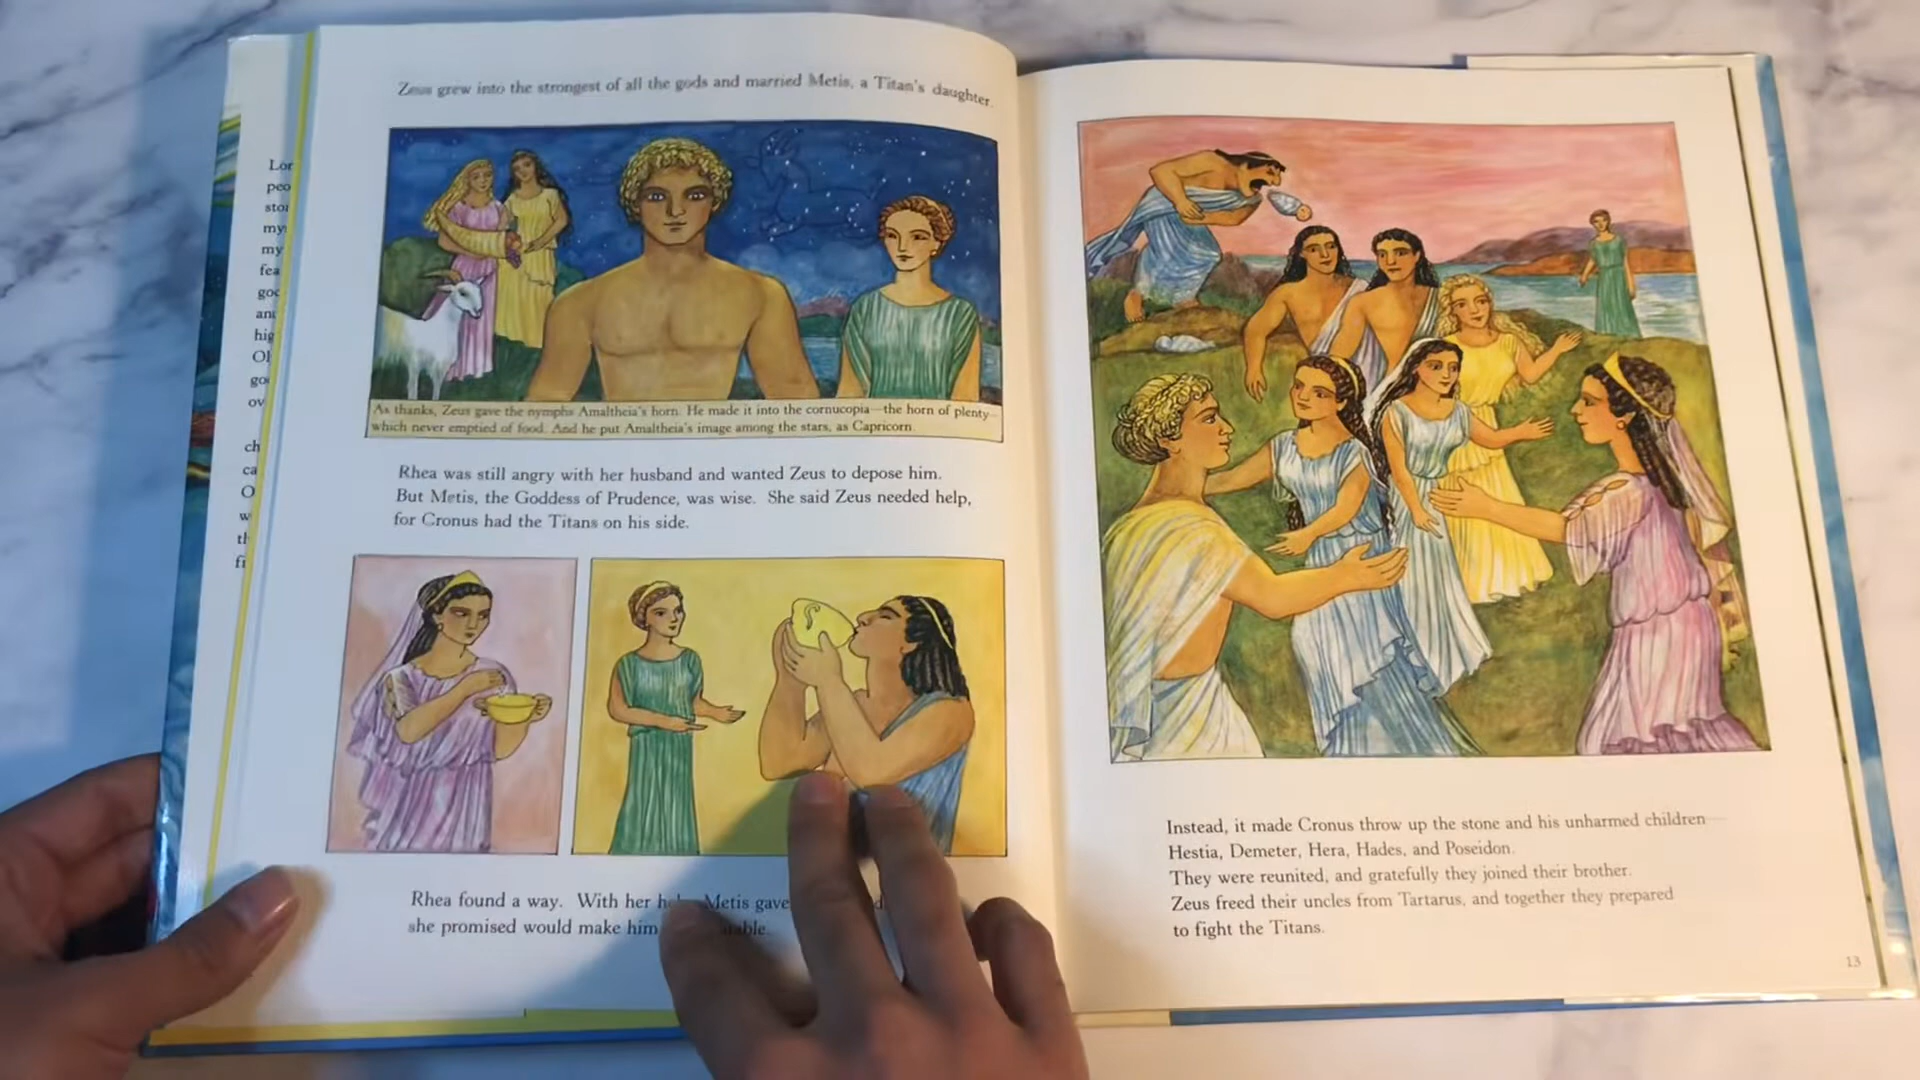 Zeus grew into the strongest of all the gods and married Metis, a Titan's daughter.
As thanks, Zeus gave the nymphs Amaltheia's horn. He made it into the cornucopia—the horn of plenty—
which never emptied of food. And he put Amaltheia's image among the stars, as Capricorn.
Rhea was still angry with her husband and wanted Zeus to depose him.
But Metis, the Goddess of Prudence, was wise. She said Zeus needed help,
for Cronus had the Titans on his side.
Rhea found a way. With her Metis gave
she promised would make him
Instead, it made Cronus throw up the stone and his unharmed children—
Hestia, Demeter, Hera, Hades, and Poseidon.
They were reunited, and gratefully they joined their brother.
Zeus freed their uncles from Tartarus, and together they prepared
to fight the Titans.
13